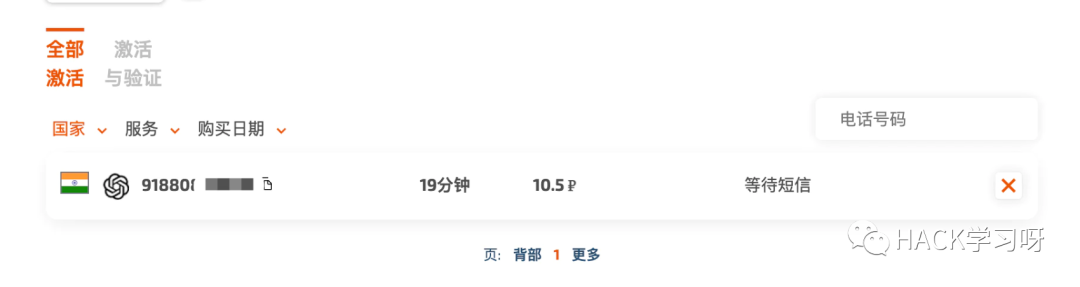 全部 激活
激活 与验证
国家 服务 购买日期
电话号码
91880 19分钟 10.5 ₽ 等待短信
页: 背部 1 更多
HACK学习呀